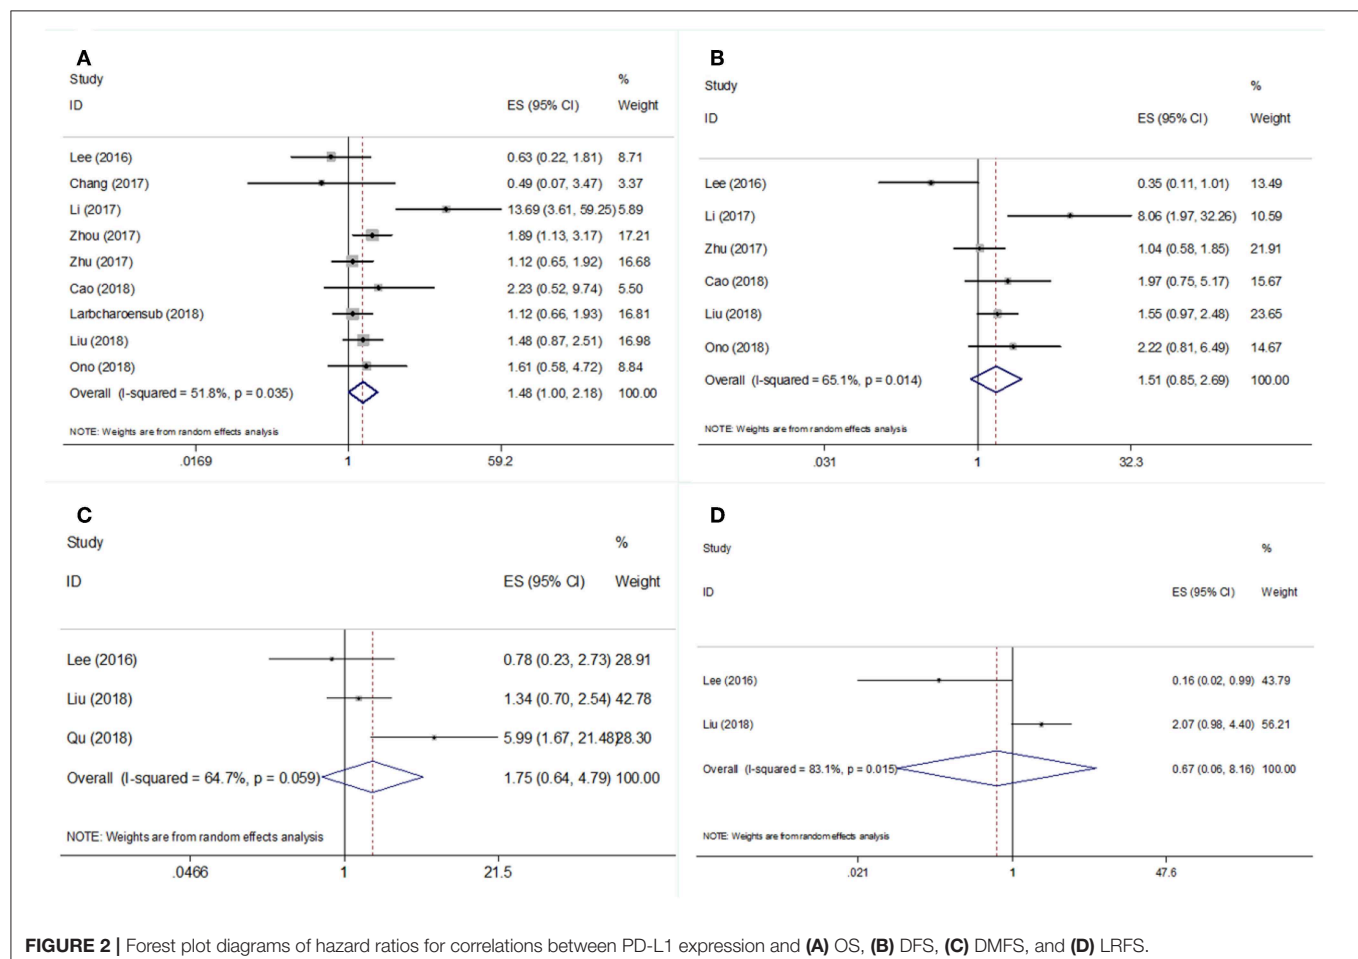 A
Study %
ID ES (95% CI) Weight
Lee (2016) 0.63 (0.22, 1.81) 8.71
Chang (2017) 0.49 (0.07, 3.47) 3.37
Li (2017) 13.69 (3.61, 59.25) 5.89
Zhou (2017) 1.89 (1.13, 3.17) 17.21
Zhu (2017) 1.12 (0.65, 1.92) 16.68
Cao (2018) 2.23 (0.52, 9.74) 5.50
Larbcharoensub (2018) 1.12 (0.66, 1.93) 16.81
Liu (2018) 1.48 (0.87, 2.51) 16.98
Ono (2018) 1.61 (0.58, 4.72) 8.84
Overall (I-squared = 51.8%, p = 0.035) 1.48 (1.00, 2.18) 100.00
NOTE: Weights are from random effects analysis
.0169 1 59.2
B
Study %
ID ES (95% CI) Weight
Lee (2016) 0.35 (0.11, 1.01) 13.49
Li (2017) 8.06 (1.97, 32.26) 10.59
Zhu (2017) 1.04 (0.58, 1.85) 21.91
Cao (2018) 1.97 (0.75, 5.17) 15.67
Liu (2018) 1.55 (0.97, 2.48) 23.65
Ono (2018) 2.22 (0.81, 6.49) 14.67
Overall (I-squared = 65.1%, p = 0.014) 1.51 (0.85, 2.69) 100.00
NOTE: Weights are from random effects analysis
.031 1 32.3
C
Study %
ID ES (95% CI) Weight
Lee (2016) 0.78 (0.23, 2.73) 28.91
Liu (2018) 1.34 (0.70, 2.54) 42.78
Qu (2018) 5.99 (1.67, 21.48) 28.30
Overall (I-squared = 64.7%, p = 0.059) 1.75 (0.64, 4.79) 100.00
NOTE: Weights are from random effects analysis
.0466 1 21.5
D
Study %
ID ES (95% CI) Weight
Lee (2016) 0.16 (0.02, 0.99) 43.79
Liu (2018) 2.07 (0.98, 4.40) 56.21
Overall (I-squared = 83.1%, p = 0.015) 0.67 (0.06, 8.16) 100.00
NOTE: Weights are from random effects analysis
.021 1 47.6
FIGURE 2 | Forest plot diagrams of hazard ratios for correlations between PD-L1 expression and (A) OS, (B) DFS, (C) DMFS, and (D) LRFS.